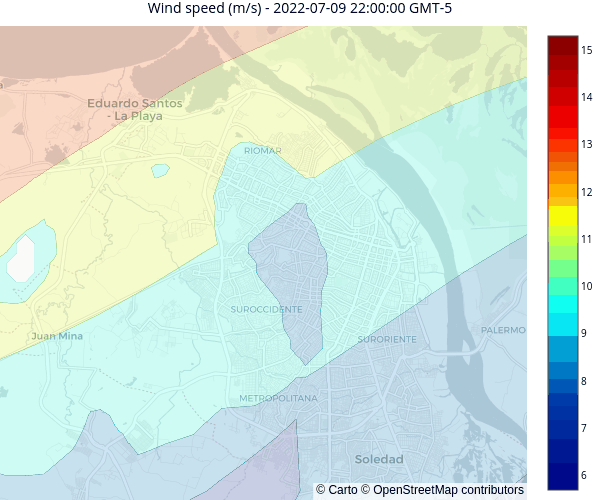 Wind speed (m/s) - 2022-07-09 22:00:00 GMT-5
Eduardo Santos
- La Playa
RIOMAR
SUROCCIDENTE
Juan Mina
SURORIENTE
PALERMO
METROPOLITANA
Soledad
15
14
13
12
11
10
9
8
7
6
© Carto © OpenStreetMap contributors